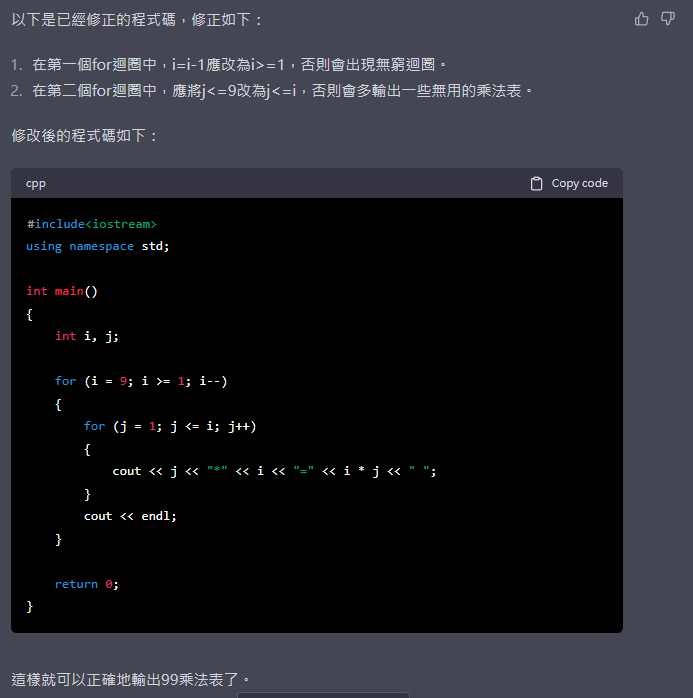 以下是已經修正的程式碼，修正如下：
1. 在第一個for迴圈中，i=i-1應改為i>=1，否則會出現無窮迴圈。
2. 在第二個for迴圈中，應將j<=9改為j<=i，否則會多輸出一些無用的乘法表。
修改後的程式碼如下：
cpp Copy code
#include<iostream>
using namespace std;
int main()
{
    int i, j;
    for (i = 9; i >= 1; i--)
    {
        for (j = 1; j <= i; j++)
        {
            cout << j << "*" << i << "=" << i * j << " ";
        }
        cout << endl;
    }
    return 0;
}
這樣就可以正確地輸出99乘法表了。